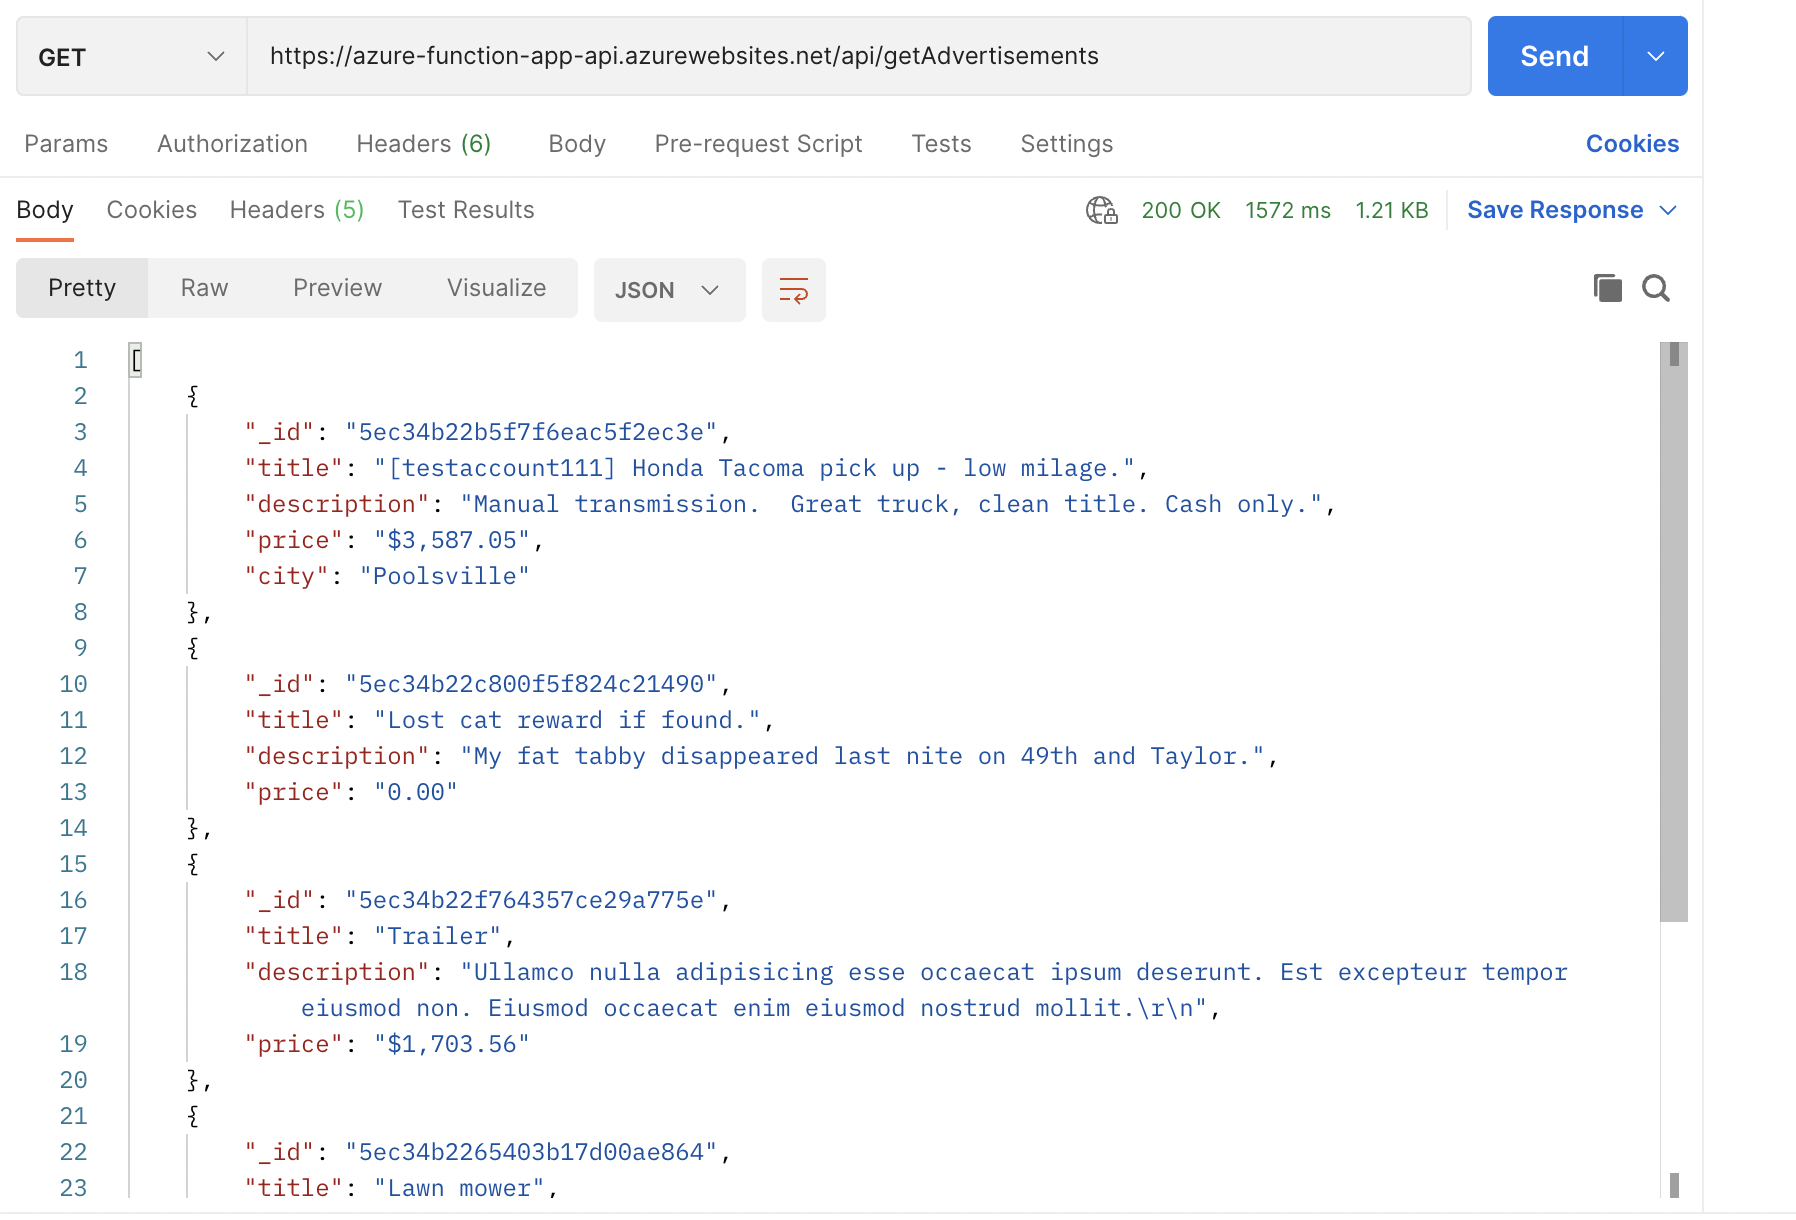 GET https://azure-function-app-api.azurewebsites.net/api/getAdvertisements Send
Params Authorization Headers (6) Body Pre-request Script Tests Settings Cookies
Body Cookies Headers (5) Test Results 200 OK 1572 ms 1.21 KB Save Response
Pretty Raw Preview Visualize JSON
1 [
2 {
3 "_id": "5ec34b22b5f7f6eac5f2ec3e",
4 "title": "[testaccount111] Honda Tacoma pick up - low milage.",
5 "description": "Manual transmission.  Great truck, clean title. Cash only.",
6 "price": "$3,587.05",
7 "city": "Poolsville"
8 },
9 {
10 "_id": "5ec34b22c800f5f824c21490",
11 "title": "Lost cat reward if found.",
12 "description": "My fat tabby disappeared last nite on 49th and Taylor.",
13 "price": "0.00"
14 },
15 {
16 "_id": "5ec34b22f764357ce29a775e",
17 "title": "Trailer",
18 "description": "Ullamco nulla adipisicing esse occaecat ipsum deserunt. Est excepteur tempor
eiusmod non. Eiusmod occaecat enim eiusmod nostrud mollit.\r\n",
19 "price": "$1,703.56"
20 },
21 {
22 "_id": "5ec34b2265403b17d00ae864",
23 "title": "Lawn mower",